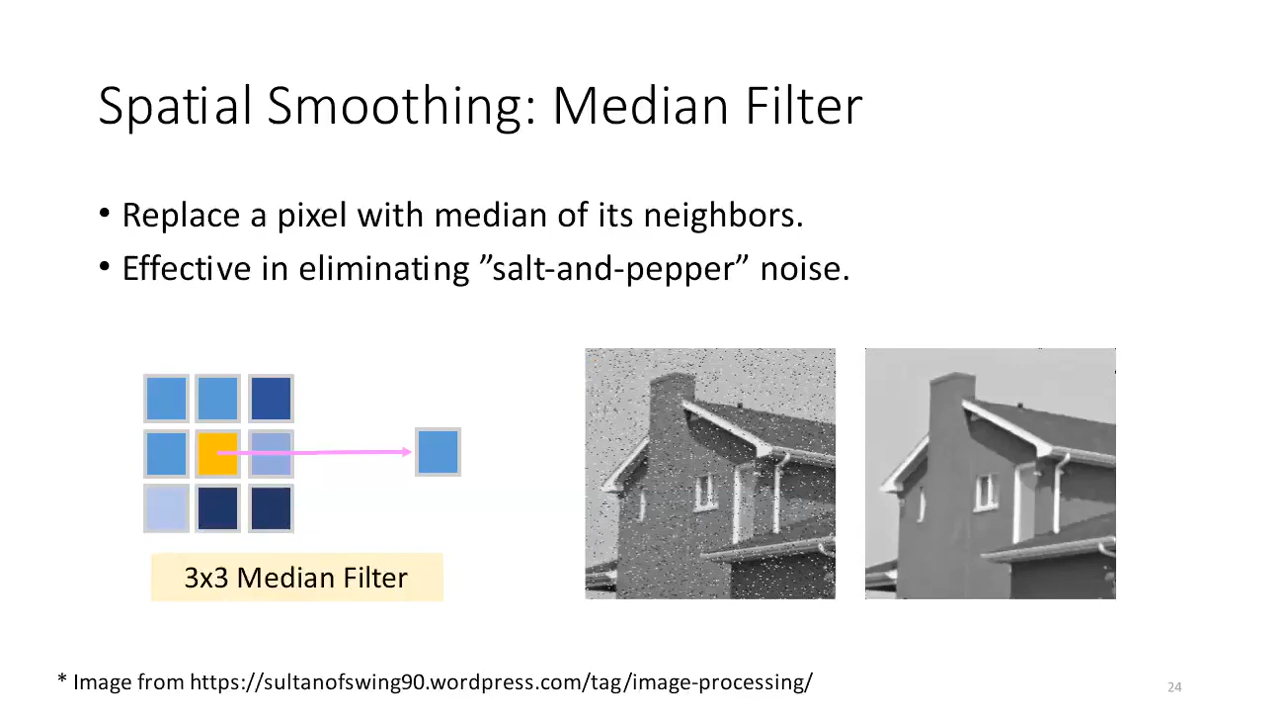 Spatial Smoothing: Median Filter
• Replace a pixel with median of its neighbors.
• Effective in eliminating ”salt-and-pepper” noise.
3x3 Median Filter
* Image from https://sultanofswing90.wordpress.com/tag/image-processing/
24